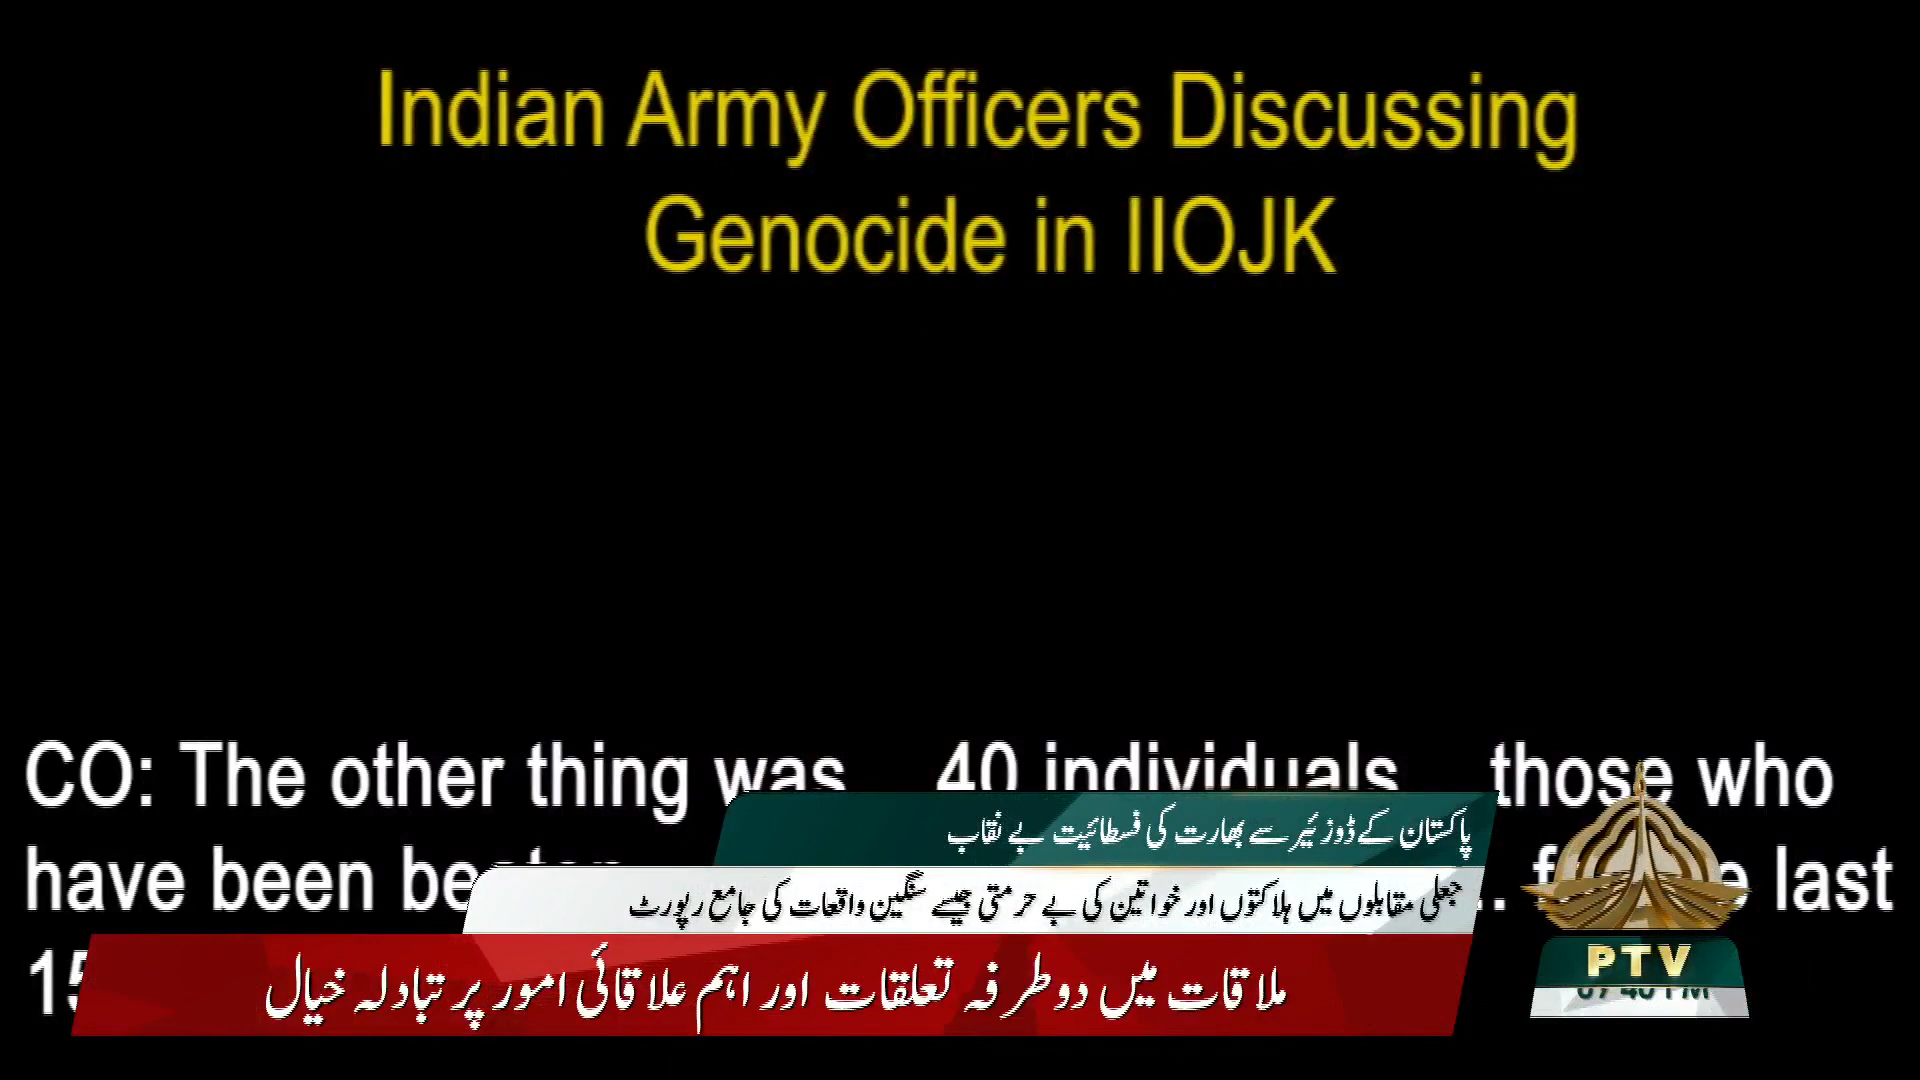 Indian Army Officers Discussing
Genocide in IIOJK
CO: The other thing was... 40 individuals... those who
have been beaten
last
پاکستان کے ڈوزئیر سے بھارت کی فسطائیت بے نقاب
جعلی مقابلوں میں ہلاکتوں اور خواتین کی بے حرمتی جیسے سنگین واقعات کی جامع رپورٹ
ملاقات میں دوطرفہ تعلقات اور اہم علاقائی امور پر تبادلہ خیال
PTV